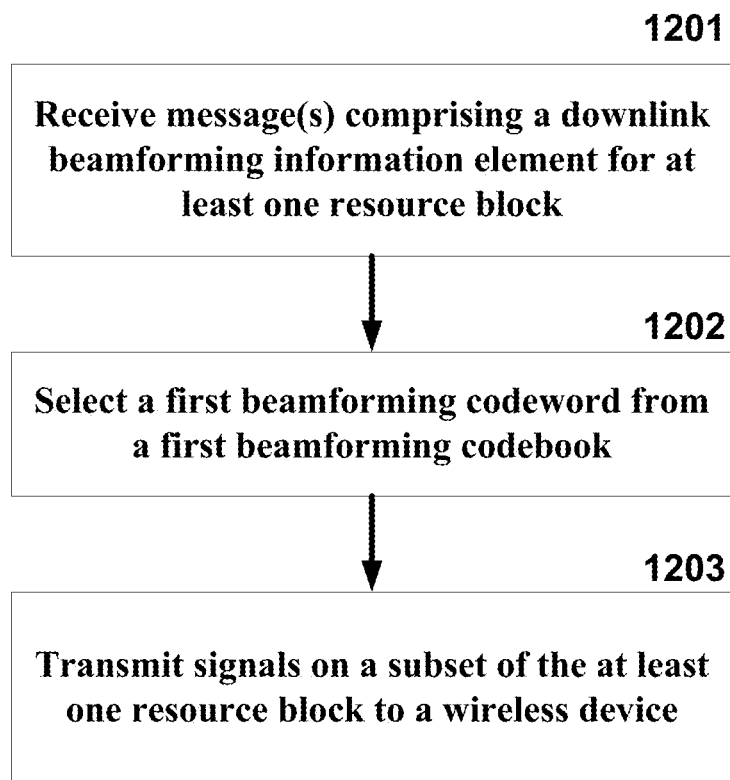 1201
Receive message(s) comprising a downlink
beamforming information element for at
least one resource block
1202
Select a first beamforming codeword from
a first beamforming codebook
1203
Transmit signals on a subset of the at least
one resource block to a wireless device